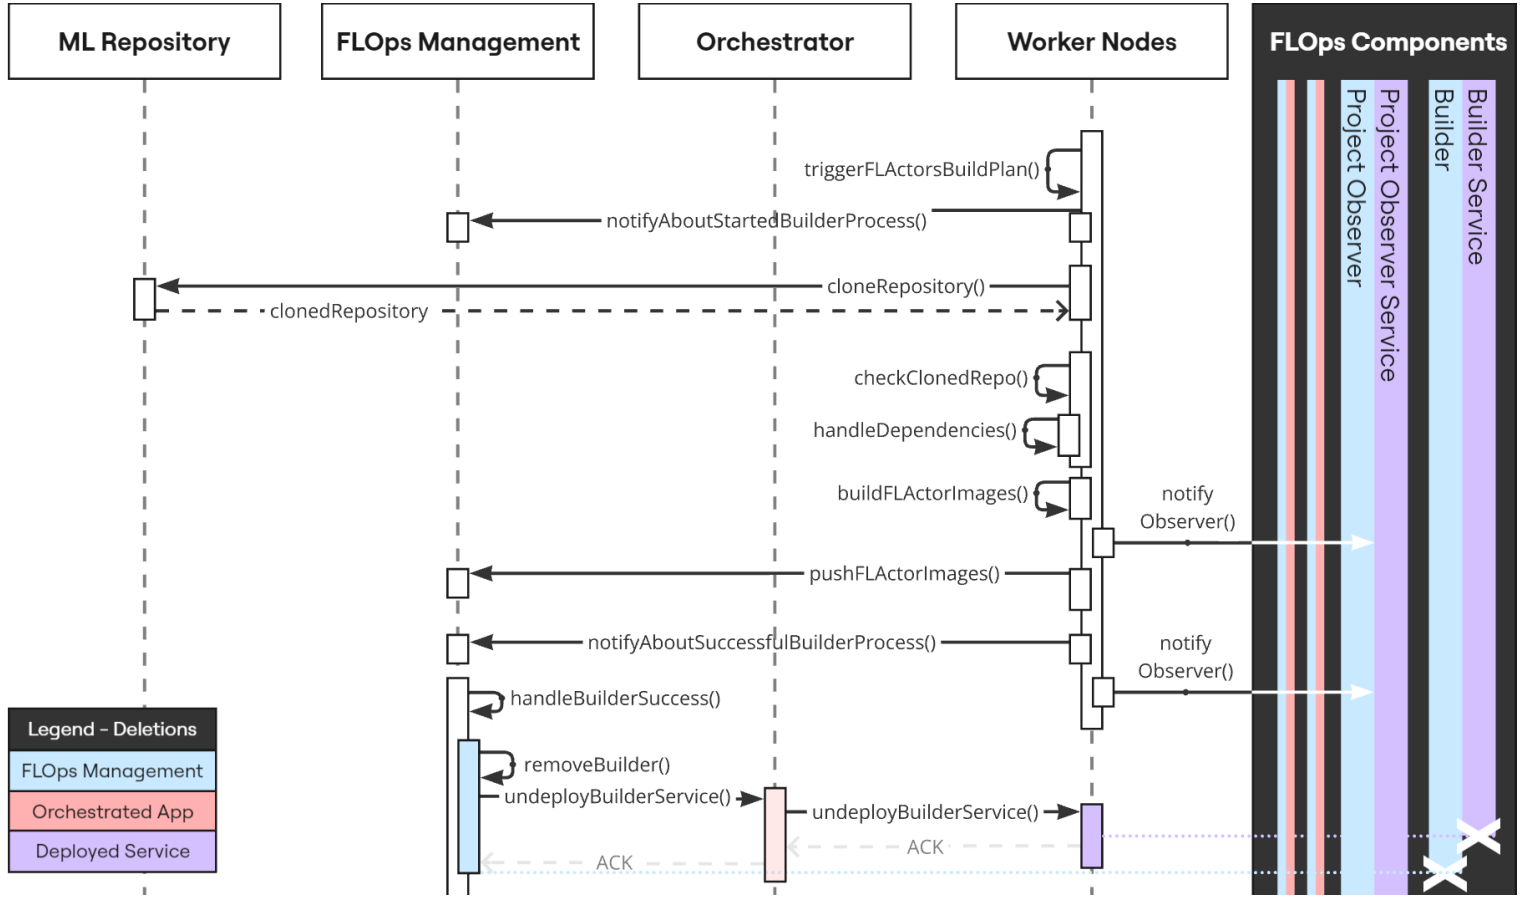 ML Repository
FLOps Management
Orchestrator
Worker Nodes
FLOps Components
Project Observer
Project Observer Service
Builder
Builder Service
triggerFLActorsBuildPlan()
notifyAboutStartedBuilderProcess()
cloneRepository()
clonedRepository
checkClonedRepo()
handleDependencies()
buildFLActorImages()
notify
Observer()
pushFLActorImages()
notifyAboutSuccessfulBuilderProcess()
notify
Observer()
handleBuilderSuccess()
removeBuilder()
undeployBuilderService()
undeployBuilderService()
ACK
ACK
Legend - Deletions
FLOps Management
Orchestrated App
Deployed Service